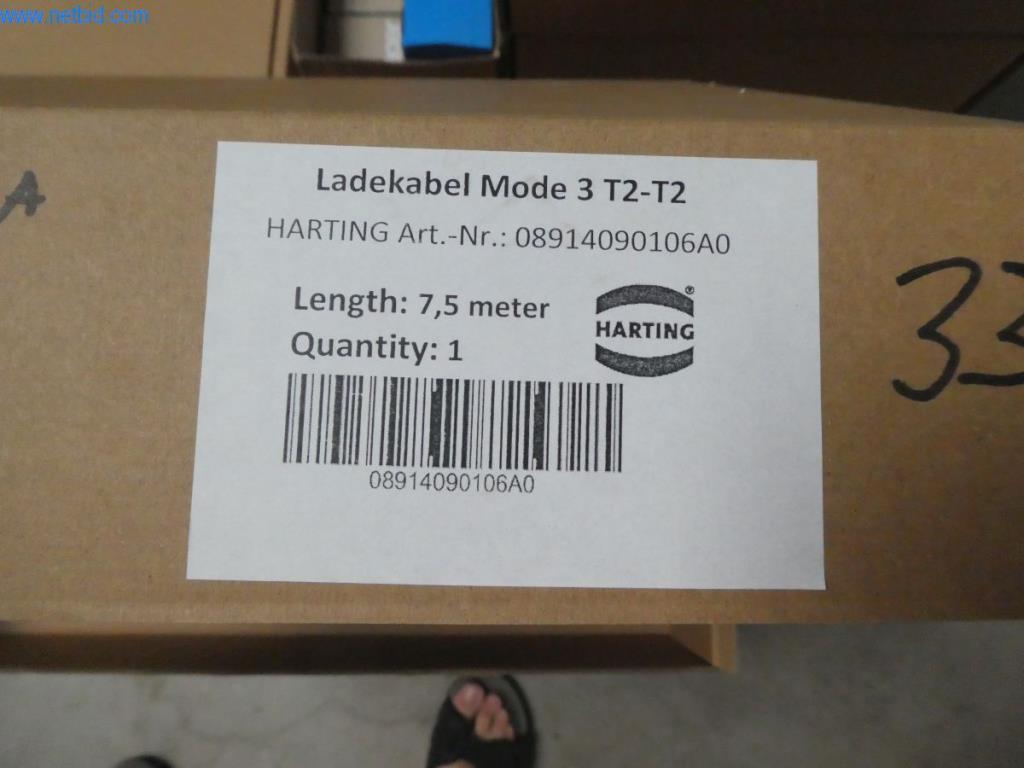 www.netbid.com
A
Ladekabel Mode 3 T2-T2
HARTING Art.-Nr.: 08914090106A0
Length: 7,5 meter
Quantity: 1
HARTING
®
08914090106A0
33